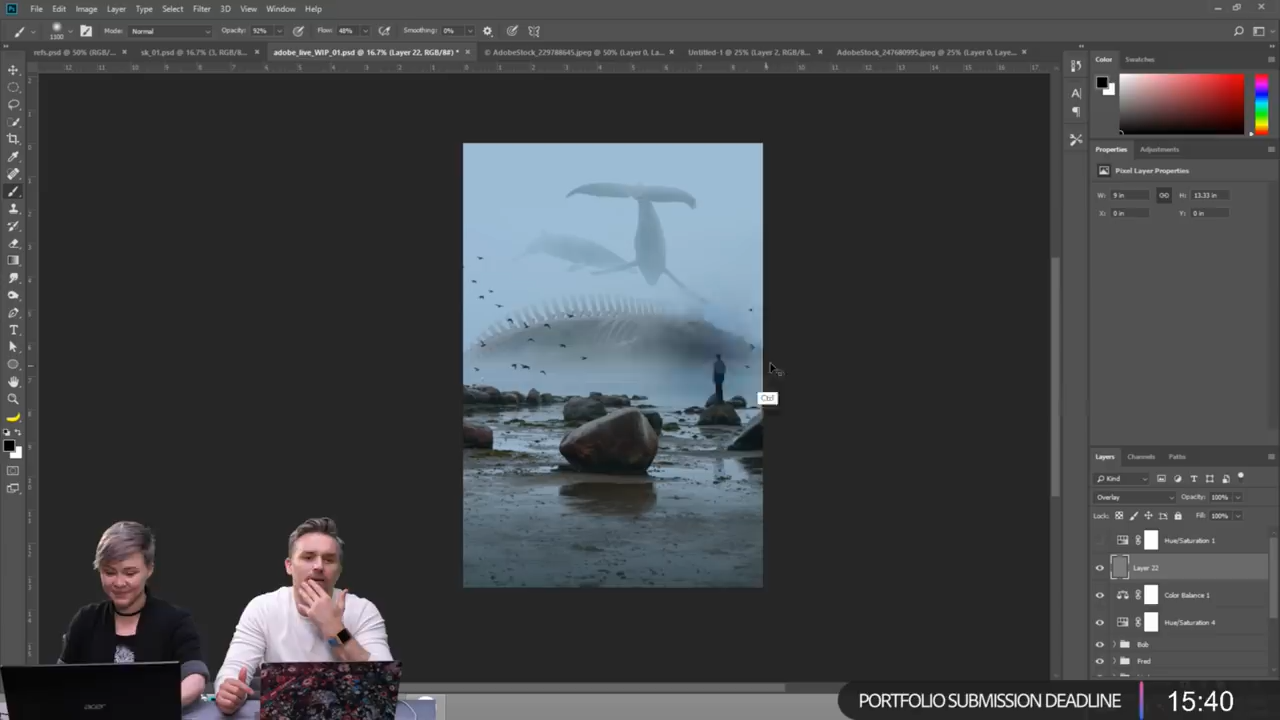 Ps File Edit Image Layer Type Select Filter 3D View Window Help
1100 Mode: Normal Opacity: 92% Flow: 48% Smoothing: 0%
adobe_live_WIP_01.psd @ 16.7% (Layer 22, RGB/8#) *
refs.psd @ 50% (RGB/... sk_01.psd @ 16.7% (3, RGB/8... © AdobeStock_229788645.jpeg @ 50% (Layer 0, La... Untitled-1 @ 25% (Layer 2, RGB/8... AdobeStock_247680995.jpeg @ 25% (Layer 0, Laye...
Color Swatches
Properties Adjustments
Pixel Layer Properties
W: 9 in H: 13.33 in
X: 0 in Y: 0 in
Ctrl
Layers Channels Paths
Kind
Overlay Opacity: 100%
Lock: Fill: 100%
Hue/Saturation 1
Layer 22
Color Balance 1
Hue/Saturation 4
Bob
Fred
acer
PORTFOLIO SUBMISSION DEADLINE 15:40